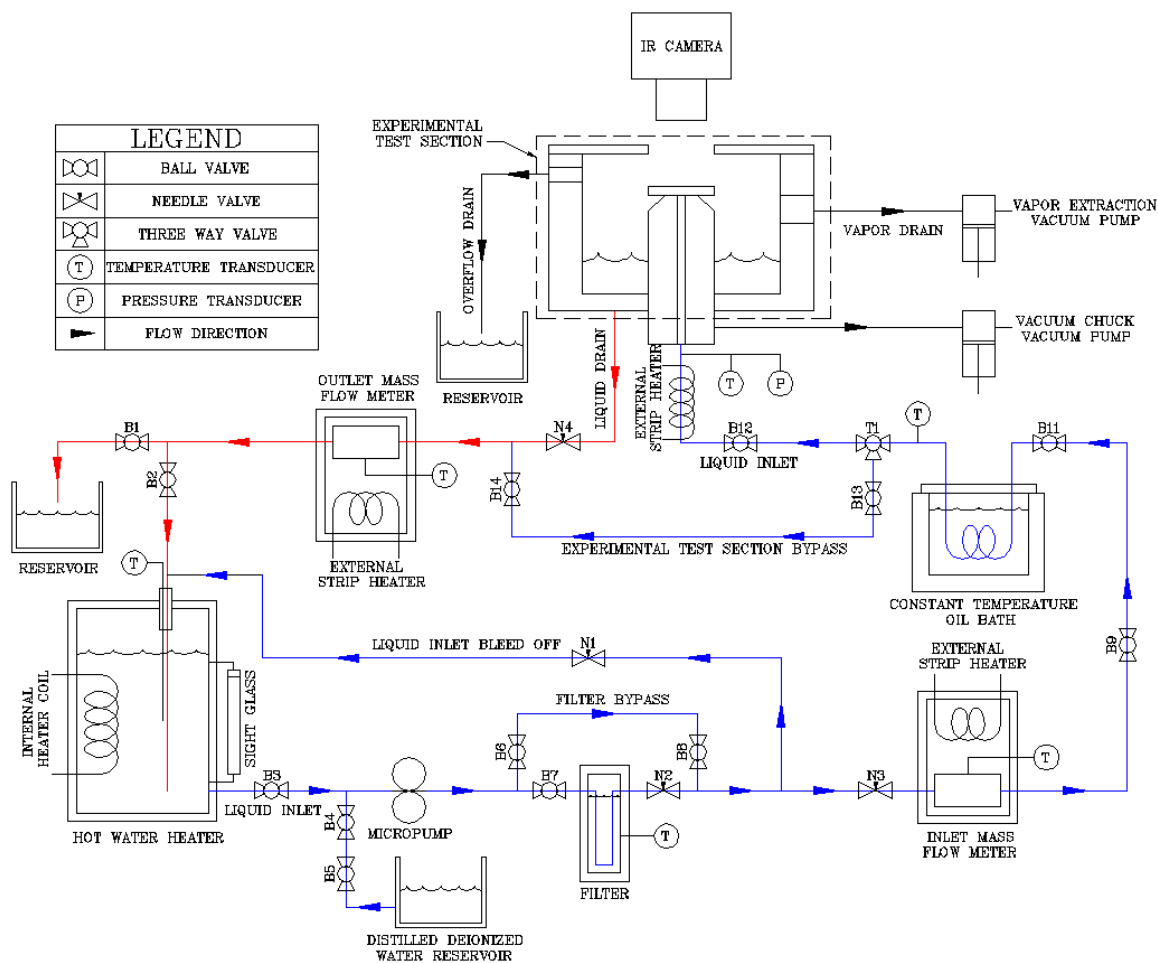 IR CAMERA
LEGEND
BALL VALVE
NEEDLE VALVE
THREE WAY VALVE
T
TEMPERATURE TRANSDUCER
P
PRESSURE TRANSDUCER
FLOW DIRECTION
EXPERIMENTAL
TEST SECTION
OVERFLOW DRAIN
RESERVOIR
VAPOR DRAIN
VAPOR EXTRACTION
VACUUM PUMP
VACUUM CHUCK
VACUUM PUMP
LIQUID DRAIN
EXTERNAL
STRIP HEATER
T
P
OUTLET MASS
FLOW METER
T
EXTERNAL
STRIP HEATER
B1
B2
RESERVOIR
N4
B14
B12
LIQUID INLET
T1
B13
T
B11
EXPERIMENTAL TEST SECTION BYPASS
CONSTANT TEMPERATURE
OIL BATH
B9
T
INTERNAL
HEATER COIL
SIGHT GLASS
HOT WATER HEATER
LIQUID INLET BLEED OFF
N1
FILTER BYPASS
B6
B8
B3
LIQUID INLET
B4
B5
MICROPUMP
B7
N2
T
FILTER
DISTILLED DEIONIZED
WATER RESERVOIR
N3
EXTERNAL
STRIP HEATER
T
INLET MASS
FLOW METER